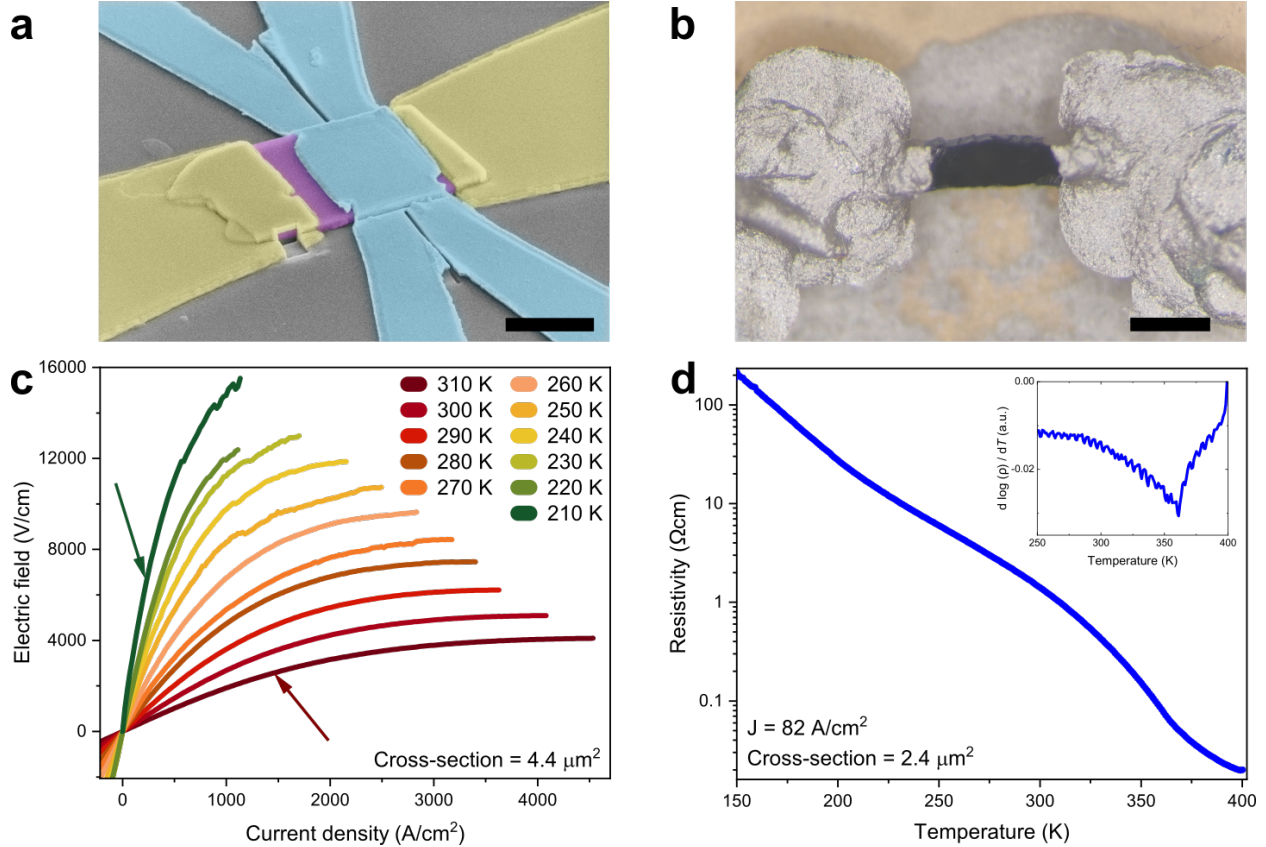 a
b
c
16000
12000
8000
4000
0
Electric field (V/cm)
310 K
300 K
290 K
280 K
270 K
260 K
250 K
240 K
230 K
220 K
210 K
Cross-section = 4.4 μm²
0 1000 2000 3000 4000
Current density (A/cm²)
d
100
10
1
0.1
Resistivity (Ωcm)
0.00
-0.02
d log (ρ) / dT (a.u.)
250 300 350 400
Temperature (K)
J = 82 A/cm²
Cross-section = 2.4 μm²
150 200 250 300 350 400
Temperature (K)